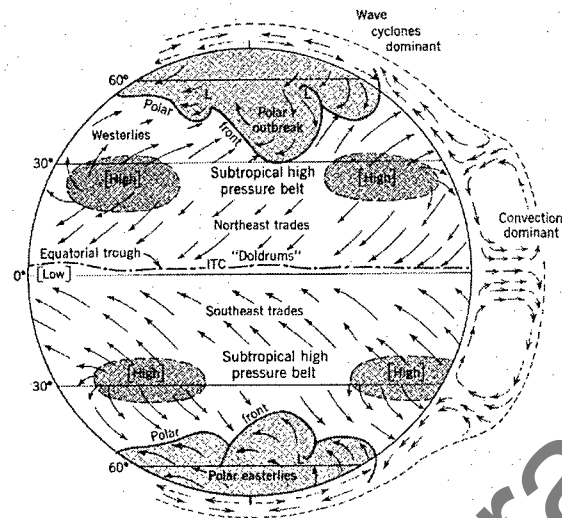 Wave
cyclones
dominant
60°
L
L
Polar
front
Polar
outbreak
Westerlies
30°
[High]
Subtropical high
pressure belt
[High]
Northeast trades
Convection
dominant
Equatorial trough
"Doldrums"
ITC
0°
[Low]
Southeast trades
Subtropical high
pressure belt
[High]
[High]
30°
Polar
front
L
60°
Polar easterlies